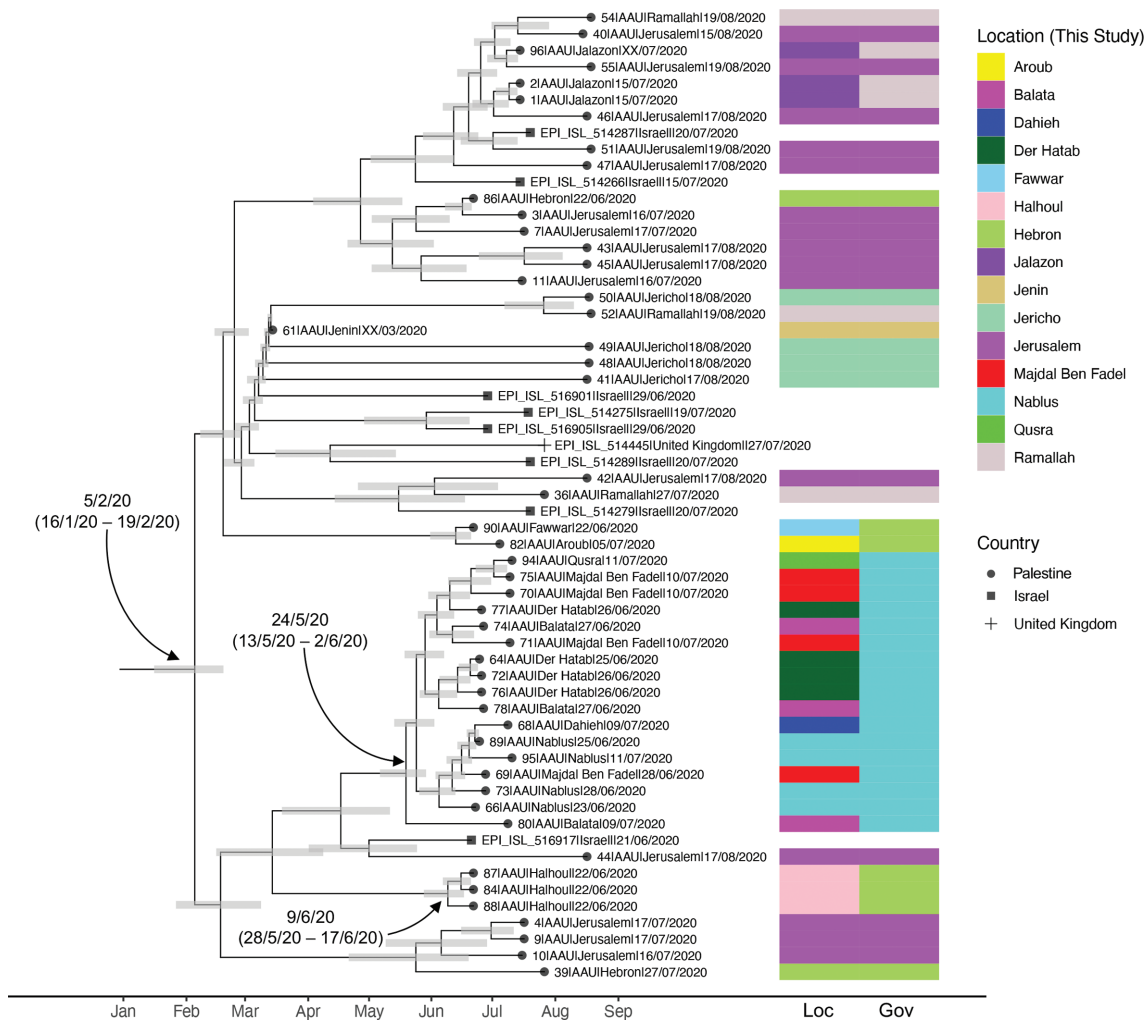 54|AAU|Ramallah|19/08/2020
40|AAU|Jerusalem|15/08/2020
96|AAU|Jalazon|XX/07/2020
55|AAU|Jerusalem|19/08/2020
2|AAU|Jalazon|15/07/2020
1|AAU|Jalazon|15/07/2020
46|AAU|Jerusalem|17/08/2020
EPI_ISL_514287|Israel|20/07/2020
51|AAU|Jerusalem|19/08/2020
47|AAU|Jerusalem|17/08/2020
EPI_ISL_514266|Israel|15/07/2020
86|AAU|Hebron|22/06/2020
3|AAU|Jerusalem|16/07/2020
7|AAU|Jerusalem|17/07/2020
43|AAU|Jerusalem|17/08/2020
45|AAU|Jerusalem|17/08/2020
11|AAU|Jerusalem|16/07/2020
50|AAU|Jericho|18/08/2020
52|AAU|Ramallah|19/08/2020
61|AAU|Jenin|XX/03/2020
49|AAU|Jericho|18/08/2020
48|AAU|Jericho|18/08/2020
41|AAU|Jericho|17/08/2020
EPI_ISL_516901|Israel|29/06/2020
EPI_ISL_514275|Israel|19/07/2020
EPI_ISL_516905|Israel|29/06/2020
EPI_ISL_514445|United Kingdom|27/07/2020
EPI_ISL_514289|Israel|20/07/2020
42|AAU|Jerusalem|17/08/2020
36|AAU|Ramallah|27/07/2020
EPI_ISL_514279|Israel|20/07/2020
90|AAU|Fawwar|22/06/2020
82|AAU|Aroub|05/07/2020
94|AAU|Qusra|11/07/2020
75|AAU|Majdal Ben Fadel|10/07/2020
70|AAU|Majdal Ben Fadel|10/07/2020
77|AAU|Der Hatab|26/06/2020
74|AAU|Balata|27/06/2020
71|AAU|Majdal Ben Fadel|10/07/2020
64|AAU|Der Hatab|25/06/2020
72|AAU|Der Hatab|26/06/2020
76|AAU|Der Hatab|26/06/2020
78|AAU|Balata|27/06/2020
68|AAU|Dahieh|09/07/2020
89|AAU|Nablus|25/06/2020
95|AAU|Nablus|11/07/2020
69|AAU|Majdal Ben Fadel|28/06/2020
73|AAU|Nablus|28/06/2020
66|AAU|Nablus|23/06/2020
80|AAU|Balata|09/07/2020
EPI_ISL_516917|Israel|21/06/2020
44|AAU|Jerusalem|17/08/2020
87|AAU|Halhoul|22/06/2020
84|AAU|Halhoul|22/06/2020
88|AAU|Halhoul|22/06/2020
4|AAU|Jerusalem|17/07/2020
9|AAU|Jerusalem|17/07/2020
10|AAU|Jerusalem|16/07/2020
39|AAU|Hebron|27/07/2020
5/2/20
(16/1/20 – 19/2/20)
24/5/20
(13/5/20 – 2/6/20)
9/6/20
(28/5/20 – 17/6/20)
Jan Feb Mar Apr May Jun Jul Aug Sep
Loc Gov
Location (This Study)
Aroub
Balata
Dahieh
Der Hatab
Fawwar
Halhoul
Hebron
Jalazon
Jenin
Jericho
Jerusalem
Majdal Ben Fadel
Nablus
Qusra
Ramallah
Country
Palestine
Israel
United Kingdom